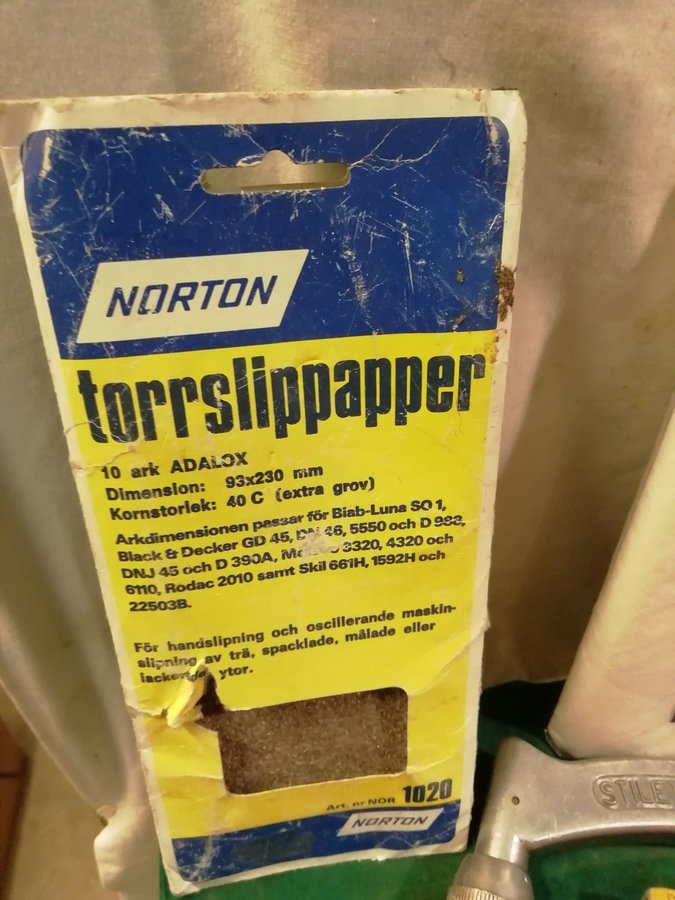 NORTON
torrslippapper
10 ark ADALOX
Dimension: 93x230 mm
Kornstorlek: 40 C (extra grov)
Arkdimensionen passar för Biab-Luna SQ 1,
Black & Decker GD 45, 46, 5550 och D 988,
DNJ 45 och D 390A, 3320, 4320 och
6110, Rodac 2010 samt Skil 661H, 1592H och
22503B.
För handslipning och oscillerande maskin-
slipning av trä, spacklade, målade eller
ytor.
Art. nr NOR 1020
NORTON